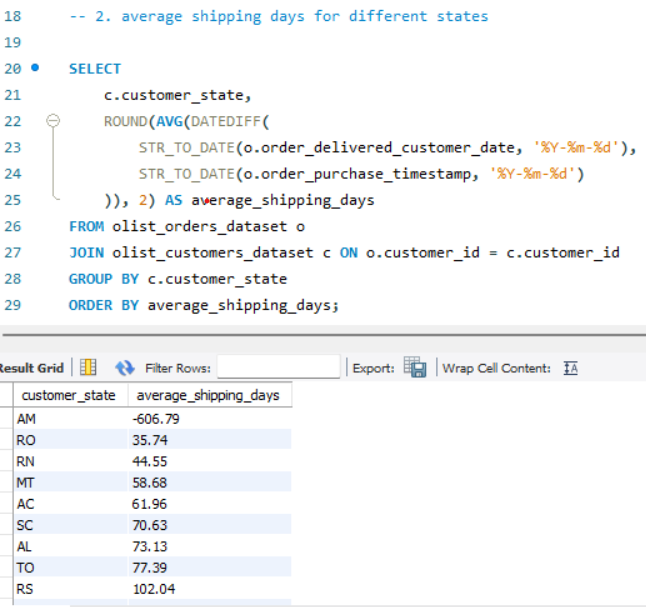 18 -- 2. average shipping days for different states
19
20 SELECT
21 c.customer_state,
22 ROUND(AVG(DATEDIFF(
23 STR_TO_DATE(o.order_delivered_customer_date, '%Y-%m-%d'),
24 STR_TO_DATE(o.order_purchase_timestamp, '%Y-%m-%d')
25 )), 2) AS average_shipping_days
26 FROM olist_orders_dataset o
27 JOIN olist_customers_dataset c ON o.customer_id = c.customer_id
28 GROUP BY c.customer_state
29 ORDER BY average_shipping_days;
Result Grid Filter Rows: Export: Wrap Cell Content: IA
customer_state average_shipping_days
AM -606.79
RO 35.74
RN 44.55
MT 58.68
AC 61.96
SC 70.63
AL 73.13
TO 77.39
RS 102.04